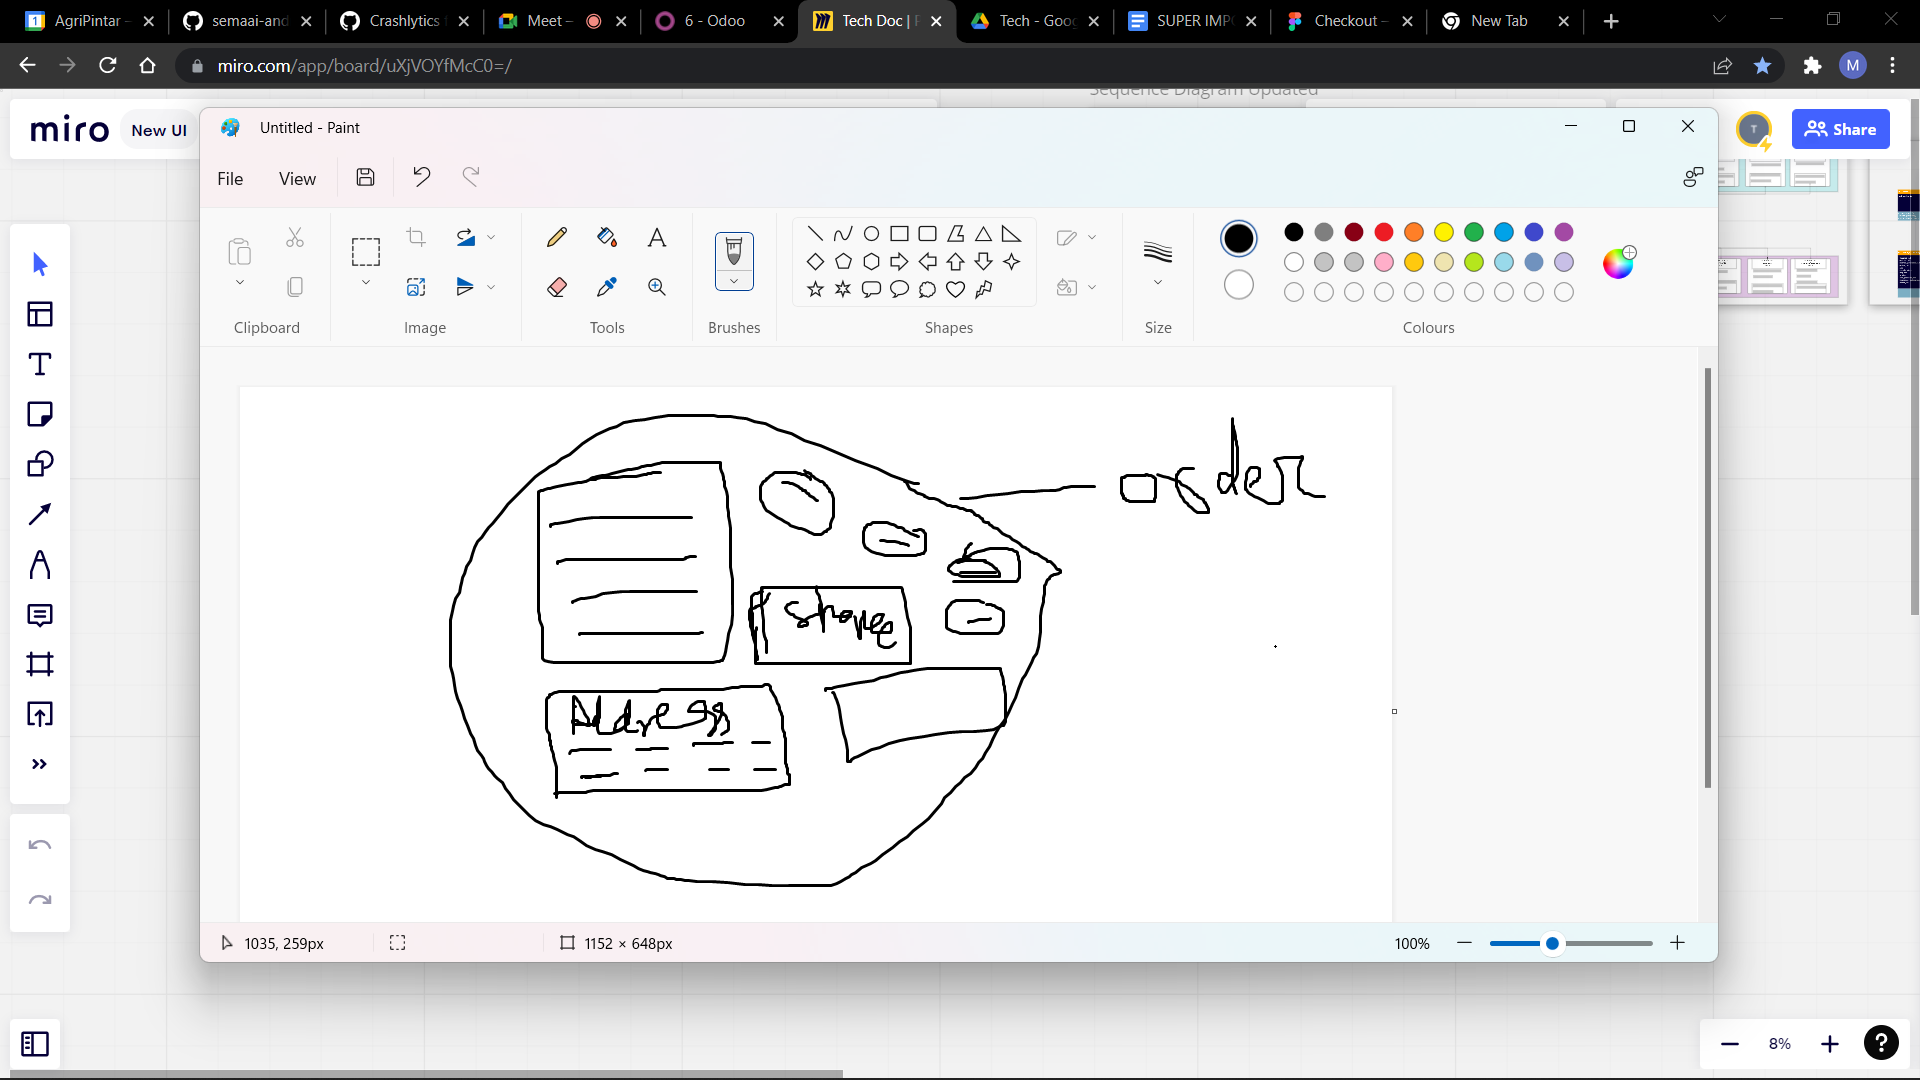 AgriPintar –
semaai-and
Crashlytics
Meet –
6 - Odoo
Tech Doc |
Tech - Goo
SUPER IMP
Checkout –
New Tab
miro.com/app/board/uXjVOYfMcC0=/
M
Sequence Diagram Updated
miro
New UI
T
Share
Untitled - Paint
File
View
Clipboard
Image
Tools
Brushes
Shapes
Size
Colours
order
Address
1035, 259px
1152 × 648px
100%
8%